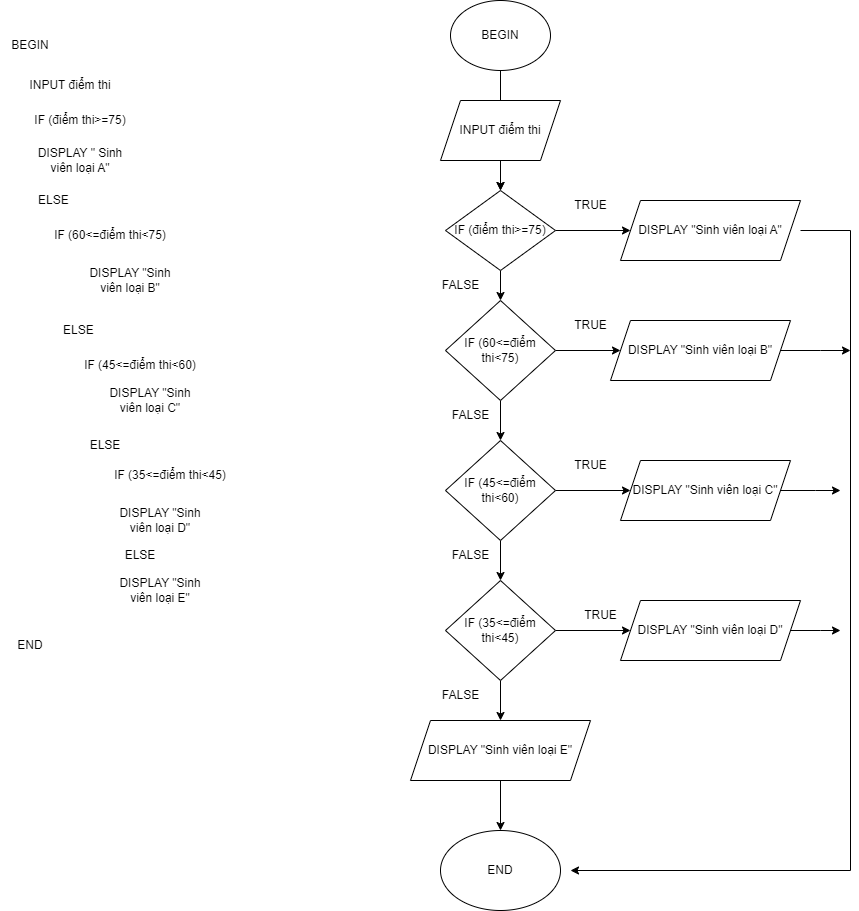 BEGIN
INPUT điểm thi
IF (điểm thi>=75)
DISPLAY " Sinh
viên loại A"
ELSE
IF (60<=điểm thi<75)
DISPLAY "Sinh
viên loại B"
ELSE
IF (45<=điểm thi<60)
DISPLAY "Sinh
viên loại C"
ELSE
IF (35<=điểm thi<45)
DISPLAY "Sinh
viên loại D"
ELSE
DISPLAY "Sinh
viên loại E"
END
BEGIN
INPUT điểm thi
IF (điểm thi>=75)
TRUE
DISPLAY "Sinh viên loại A"
FALSE
IF (60<=điểm
thi<75)
TRUE
DISPLAY "Sinh viên loại B"
FALSE
IF (45<=điểm
thi<60)
TRUE
DISPLAY "Sinh viên loại C"
FALSE
IF (35<=điểm
thi<45)
TRUE
DISPLAY "Sinh viên loại D"
FALSE
DISPLAY "Sinh viên loại E"
END